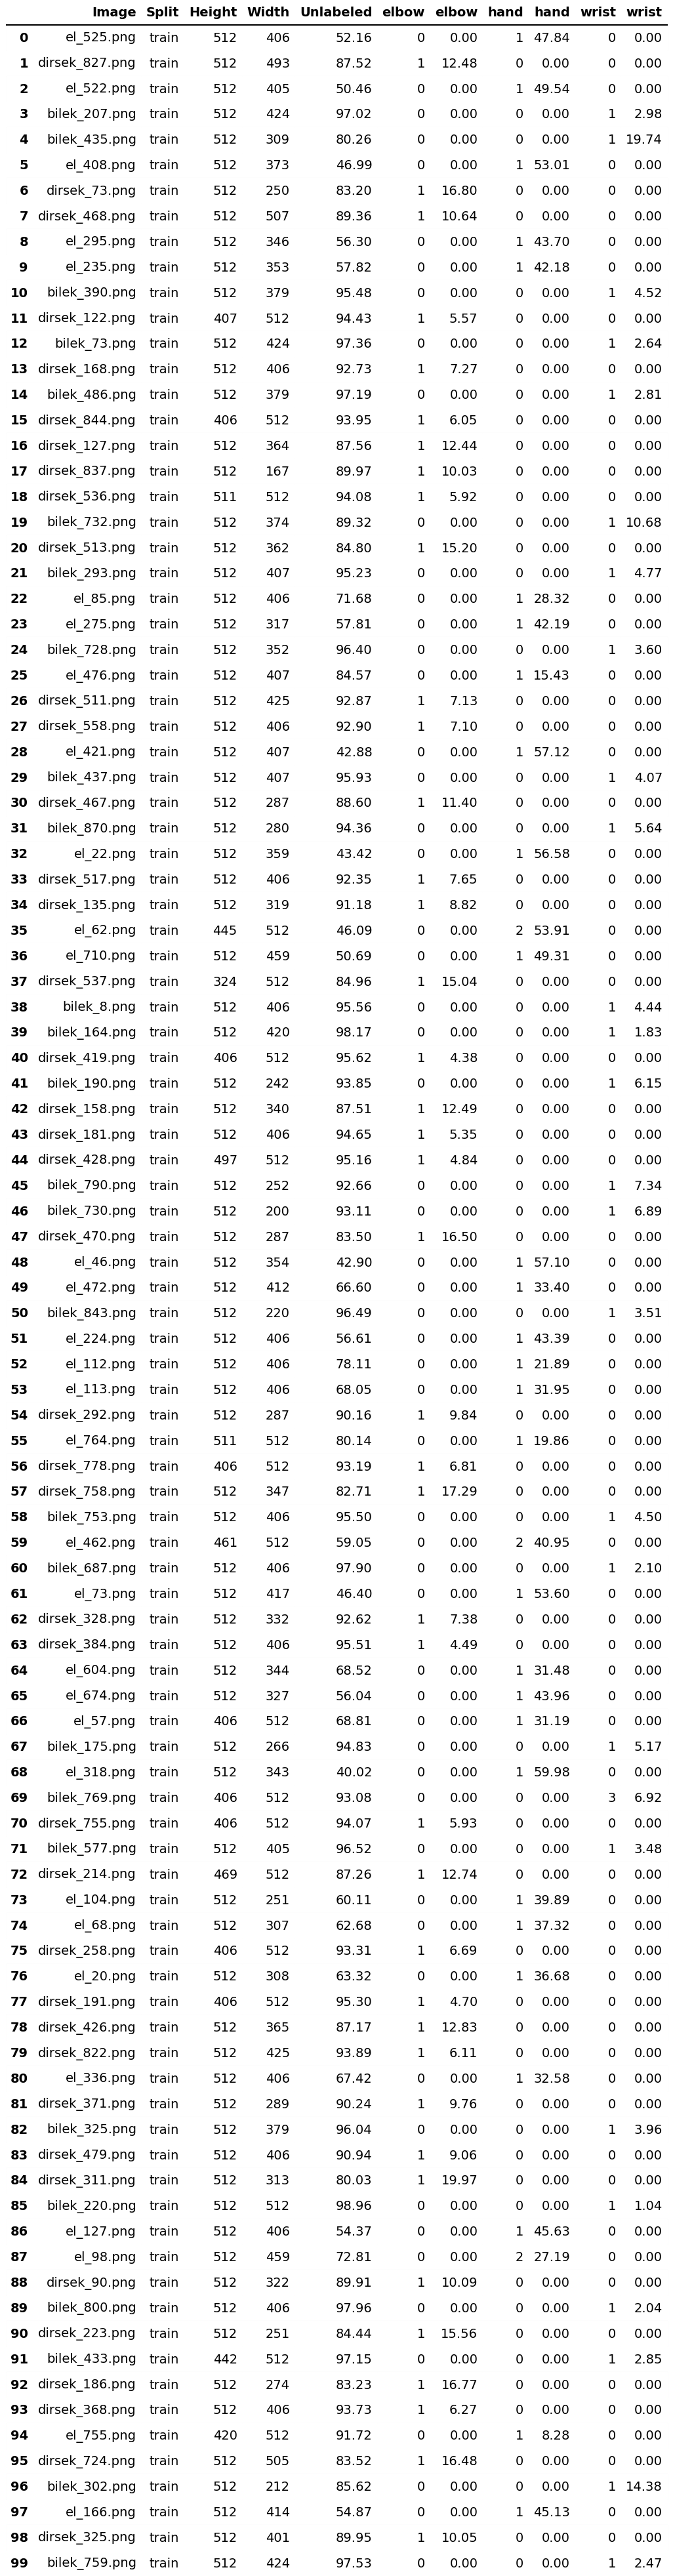 Image Split Height Width Unlabeled elbow elbow hand hand wrist wrist
0 el_525.png train 512 406 52.16 0 0.00 1 47.84 0 0.00
1 dirsek_827.png train 512 493 87.52 1 12.48 0 0.00 0 0.00
2 el_522.png train 512 405 50.46 0 0.00 1 49.54 0 0.00
3 bilek_207.png train 512 424 97.02 0 0.00 0 0.00 1 2.98
4 bilek_435.png train 512 309 80.26 0 0.00 0 0.00 1 19.74
5 el_408.png train 512 373 46.99 0 0.00 1 53.01 0 0.00
6 dirsek_73.png train 512 250 83.20 1 16.80 0 0.00 0 0.00
7 dirsek_468.png train 512 507 89.36 1 10.64 0 0.00 0 0.00
8 el_295.png train 512 346 56.30 0 0.00 1 43.70 0 0.00
9 el_235.png train 512 353 57.82 0 0.00 1 42.18 0 0.00
10 bilek_390.png train 512 379 95.48 0 0.00 0 0.00 1 4.52
11 dirsek_122.png train 407 512 94.43 1 5.57 0 0.00 0 0.00
12 bilek_73.png train 512 424 97.36 0 0.00 0 0.00 1 2.64
13 dirsek_168.png train 512 406 92.73 1 7.27 0 0.00 0 0.00
14 bilek_486.png train 512 379 97.19 0 0.00 0 0.00 1 2.81
15 dirsek_844.png train 406 512 93.95 1 6.05 0 0.00 0 0.00
16 dirsek_127.png train 512 364 87.56 1 12.44 0 0.00 0 0.00
17 dirsek_837.png train 512 167 89.97 1 10.03 0 0.00 0 0.00
18 dirsek_536.png train 511 512 94.08 1 5.92 0 0.00 0 0.00
19 bilek_732.png train 512 374 89.32 0 0.00 0 0.00 1 10.68
20 dirsek_513.png train 512 362 84.80 1 15.20 0 0.00 0 0.00
21 bilek_293.png train 512 407 95.23 0 0.00 0 0.00 1 4.77
22 el_85.png train 512 406 71.68 0 0.00 1 28.32 0 0.00
23 el_275.png train 512 317 57.81 0 0.00 1 42.19 0 0.00
24 bilek_728.png train 512 352 96.40 0 0.00 0 0.00 1 3.60
25 el_476.png train 512 407 84.57 0 0.00 1 15.43 0 0.00
26 dirsek_511.png train 512 425 92.87 1 7.13 0 0.00 0 0.00
27 dirsek_558.png train 512 406 92.90 1 7.10 0 0.00 0 0.00
28 el_421.png train 512 407 42.88 0 0.00 1 57.12 0 0.00
29 bilek_437.png train 512 407 95.93 0 0.00 0 0.00 1 4.07
30 dirsek_467.png train 512 287 88.60 1 11.40 0 0.00 0 0.00
31 bilek_870.png train 512 280 94.36 0 0.00 0 0.00 1 5.64
32 el_22.png train 512 359 43.42 0 0.00 1 56.58 0 0.00
33 dirsek_517.png train 512 406 92.35 1 7.65 0 0.00 0 0.00
34 dirsek_135.png train 512 319 91.18 1 8.82 0 0.00 0 0.00
35 el_62.png train 445 512 46.09 0 0.00 2 53.91 0 0.00
36 el_710.png train 512 459 50.69 0 0.00 1 49.31 0 0.00
37 dirsek_537.png train 324 512 84.96 1 15.04 0 0.00 0 0.00
38 bilek_8.png train 512 406 95.56 0 0.00 0 0.00 1 4.44
39 bilek_164.png train 512 420 98.17 0 0.00 0 0.00 1 1.83
40 dirsek_419.png train 406 512 95.62 1 4.38 0 0.00 0 0.00
41 bilek_190.png train 512 242 93.85 0 0.00 0 0.00 1 6.15
42 dirsek_158.png train 512 340 87.51 1 12.49 0 0.00 0 0.00
43 dirsek_181.png train 512 406 94.65 1 5.35 0 0.00 0 0.00
44 dirsek_428.png train 497 512 95.16 1 4.84 0 0.00 0 0.00
45 bilek_790.png train 512 252 92.66 0 0.00 0 0.00 1 7.34
46 bilek_730.png train 512 200 93.11 0 0.00 0 0.00 1 6.89
47 dirsek_470.png train 512 287 83.50 1 16.50 0 0.00 0 0.00
48 el_46.png train 512 354 42.90 0 0.00 1 57.10 0 0.00
49 el_472.png train 512 412 66.60 0 0.00 1 33.40 0 0.00
50 bilek_843.png train 512 220 96.49 0 0.00 0 0.00 1 3.51
51 el_224.png train 512 406 56.61 0 0.00 1 43.39 0 0.00
52 el_112.png train 512 406 78.11 0 0.00 1 21.89 0 0.00
53 el_113.png train 512 406 68.05 0 0.00 1 31.95 0 0.00
54 dirsek_292.png train 512 287 90.16 1 9.84 0 0.00 0 0.00
55 el_764.png train 511 512 80.14 0 0.00 1 19.86 0 0.00
56 dirsek_778.png train 406 512 93.19 1 6.81 0 0.00 0 0.00
57 dirsek_758.png train 512 347 82.71 1 17.29 0 0.00 0 0.00
58 bilek_753.png train 512 406 95.50 0 0.00 0 0.00 1 4.50
59 el_462.png train 461 512 59.05 0 0.00 2 40.95 0 0.00
60 bilek_687.png train 512 406 97.90 0 0.00 0 0.00 1 2.10
61 el_73.png train 512 417 46.40 0 0.00 1 53.60 0 0.00
62 dirsek_328.png train 512 332 92.62 1 7.38 0 0.00 0 0.00
63 dirsek_384.png train 512 406 95.51 1 4.49 0 0.00 0 0.00
64 el_604.png train 512 344 68.52 0 0.00 1 31.48 0 0.00
65 el_674.png train 512 327 56.04 0 0.00 1 43.96 0 0.00
66 el_57.png train 406 512 68.81 0 0.00 1 31.19 0 0.00
67 bilek_175.png train 512 266 94.83 0 0.00 0 0.00 1 5.17
68 el_318.png train 512 343 40.02 0 0.00 1 59.98 0 0.00
69 bilek_769.png train 406 512 93.08 0 0.00 0 0.00 3 6.92
70 dirsek_755.png train 406 512 94.07 1 5.93 0 0.00 0 0.00
71 bilek_577.png train 512 405 96.52 0 0.00 0 0.00 1 3.48
72 dirsek_214.png train 469 512 87.26 1 12.74 0 0.00 0 0.00
73 el_104.png train 512 251 60.11 0 0.00 1 39.89 0 0.00
74 el_68.png train 512 307 62.68 0 0.00 1 37.32 0 0.00
75 dirsek_258.png train 406 512 93.31 1 6.69 0 0.00 0 0.00
76 el_20.png train 512 308 63.32 0 0.00 1 36.68 0 0.00
77 dirsek_191.png train 406 512 95.30 1 4.70 0 0.00 0 0.00
78 dirsek_426.png train 512 365 87.17 1 12.83 0 0.00 0 0.00
79 dirsek_822.png train 512 425 93.89 1 6.11 0 0.00 0 0.00
80 el_336.png train 512 406 67.42 0 0.00 1 32.58 0 0.00
81 dirsek_371.png train 512 289 90.24 1 9.76 0 0.00 0 0.00
82 bilek_325.png train 512 379 96.04 0 0.00 0 0.00 1 3.96
83 dirsek_479.png train 512 406 90.94 1 9.06 0 0.00 0 0.00
84 dirsek_311.png train 512 313 80.03 1 19.97 0 0.00 0 0.00
85 bilek_220.png train 512 512 98.96 0 0.00 0 0.00 1 1.04
86 el_127.png train 512 406 54.37 0 0.00 1 45.63 0 0.00
87 el_98.png train 512 459 72.81 0 0.00 2 27.19 0 0.00
88 dirsek_90.png train 512 322 89.91 1 10.09 0 0.00 0 0.00
89 bilek_800.png train 512 406 97.96 0 0.00 0 0.00 1 2.04
90 dirsek_223.png train 512 251 84.44 1 15.56 0 0.00 0 0.00
91 bilek_433.png train 442 512 97.15 0 0.00 0 0.00 1 2.85
92 dirsek_186.png train 512 274 83.23 1 16.77 0 0.00 0 0.00
93 dirsek_368.png train 512 406 93.73 1 6.27 0 0.00 0 0.00
94 el_755.png train 420 512 91.72 0 0.00 1 8.28 0 0.00
95 dirsek_724.png train 512 505 83.52 1 16.48 0 0.00 0 0.00
96 bilek_302.png train 512 212 85.62 0 0.00 0 0.00 1 14.38
97 el_166.png train 512 414 54.87 0 0.00 1 45.13 0 0.00
98 dirsek_325.png train 512 401 89.95 1 10.05 0 0.00 0 0.00
99 bilek_759.png train 512 424 97.53 0 0.00 0 0.00 1 2.47